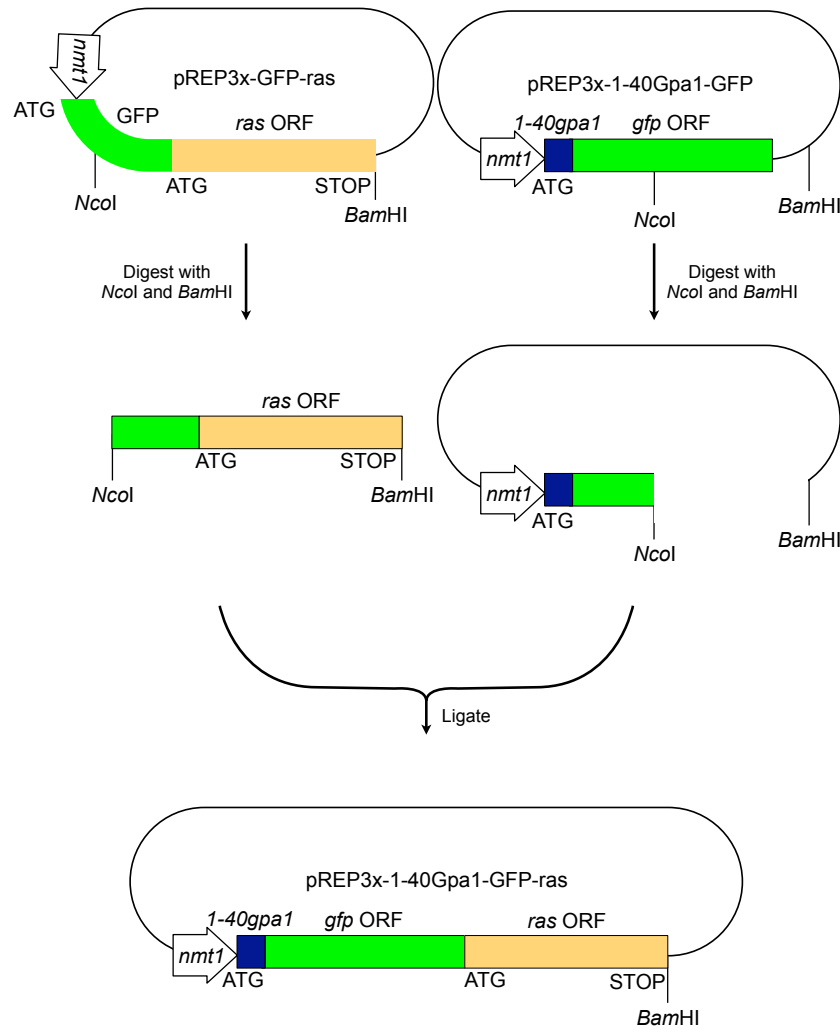 nmt1
pREP3x-GFP-ras
ATG
GFP
ras ORF
NcoI
ATG
STOP
BamHI
pREP3x-1-40Gpa1-GFP
1-40gpa1
gfp ORF
nmt1
ATG
NcoI
BamHI
Digest with
NcoI and BamHI
Digest with
NcoI and BamHI
ras ORF
ATG
STOP
NcoI
BamHI
nmt1
ATG
NcoI
BamHI
Ligate
pREP3x-1-40Gpa1-GFP-ras
1-40gpa1
gfp ORF
ras ORF
nmt1
ATG
ATG
STOP
BamHI